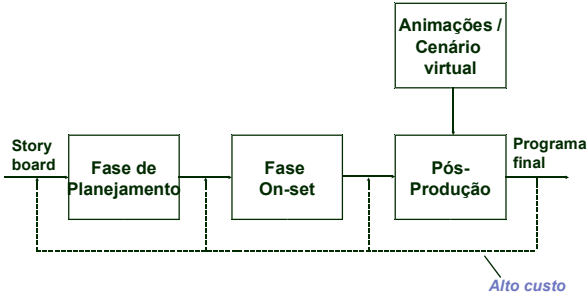 Animações /
Cenário
virtual
Story
board
Fase de
Planejamento
Fase
On-set
Pós-
Produção
Programa
final
Alto custo